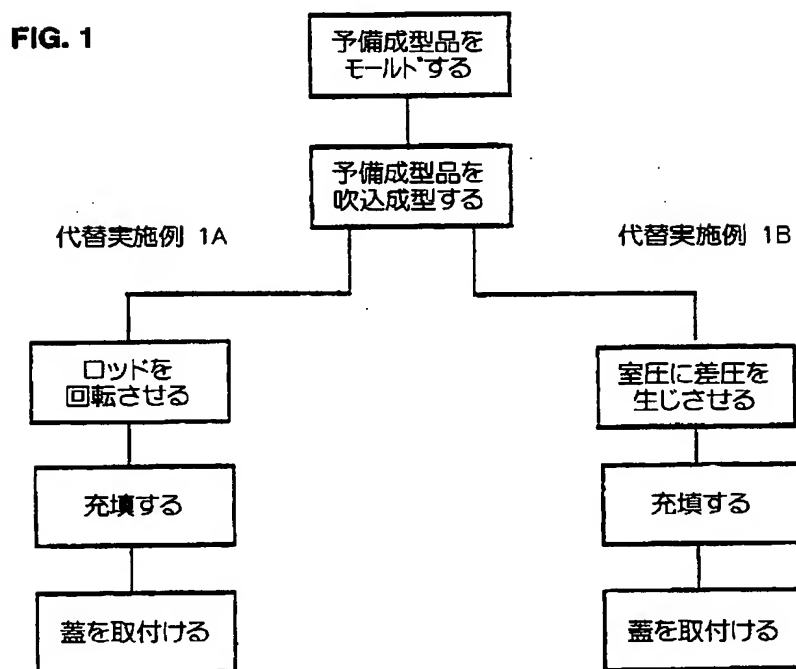 FIG. 1
予備成型品を
モールドする
予備成型品を
吹込成型する
代替実施例 1A
代替実施例 1B
ロッドを
回転させる
充填する
蓋を取付ける
室圧に差圧を
生じさせる
充填する
蓋を取付ける